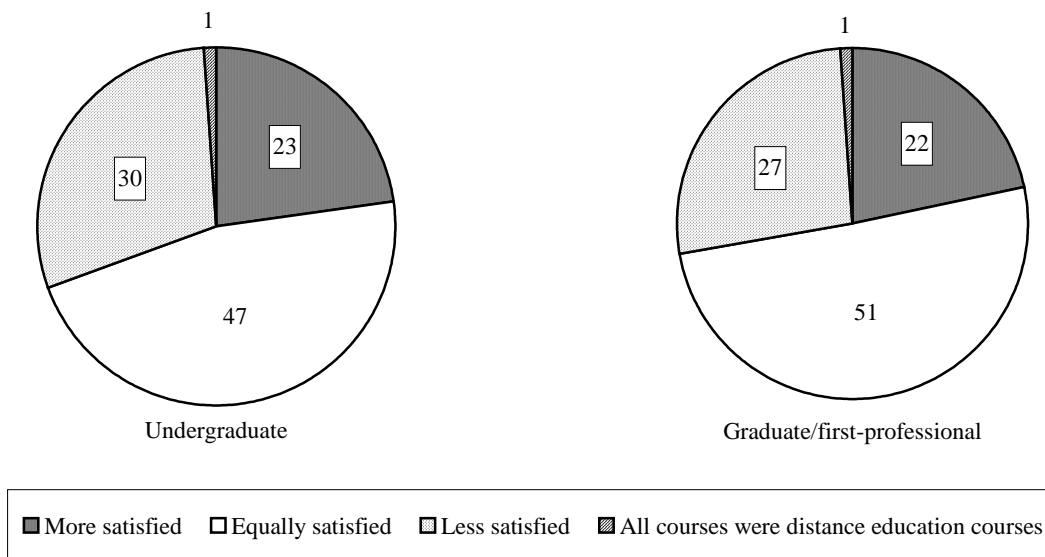 1
23
30
47
Undergraduate
1
22
27
51
Graduate/first-professional
More satisfied Equally satisfied Less satisfied All courses were distance education courses